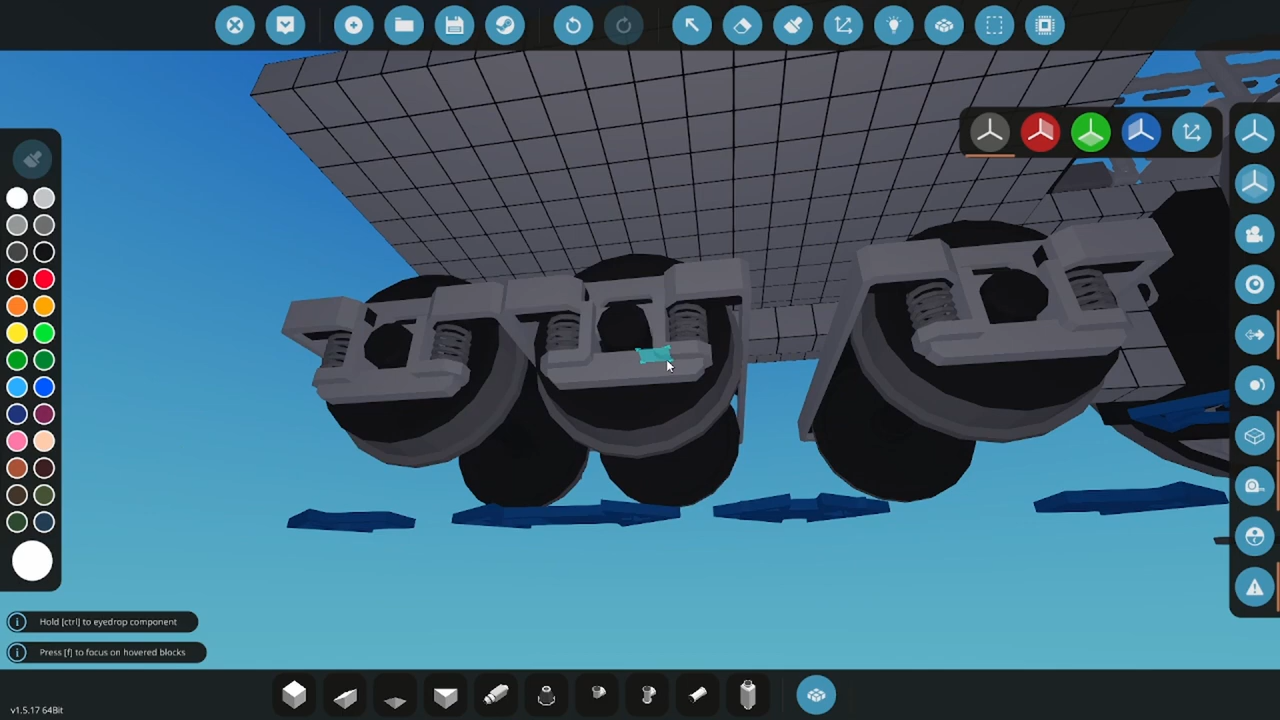 Hold [ctrl] to eyedrop component
Press [f] to focus on hovered blocks
v1.5.17 64Bit